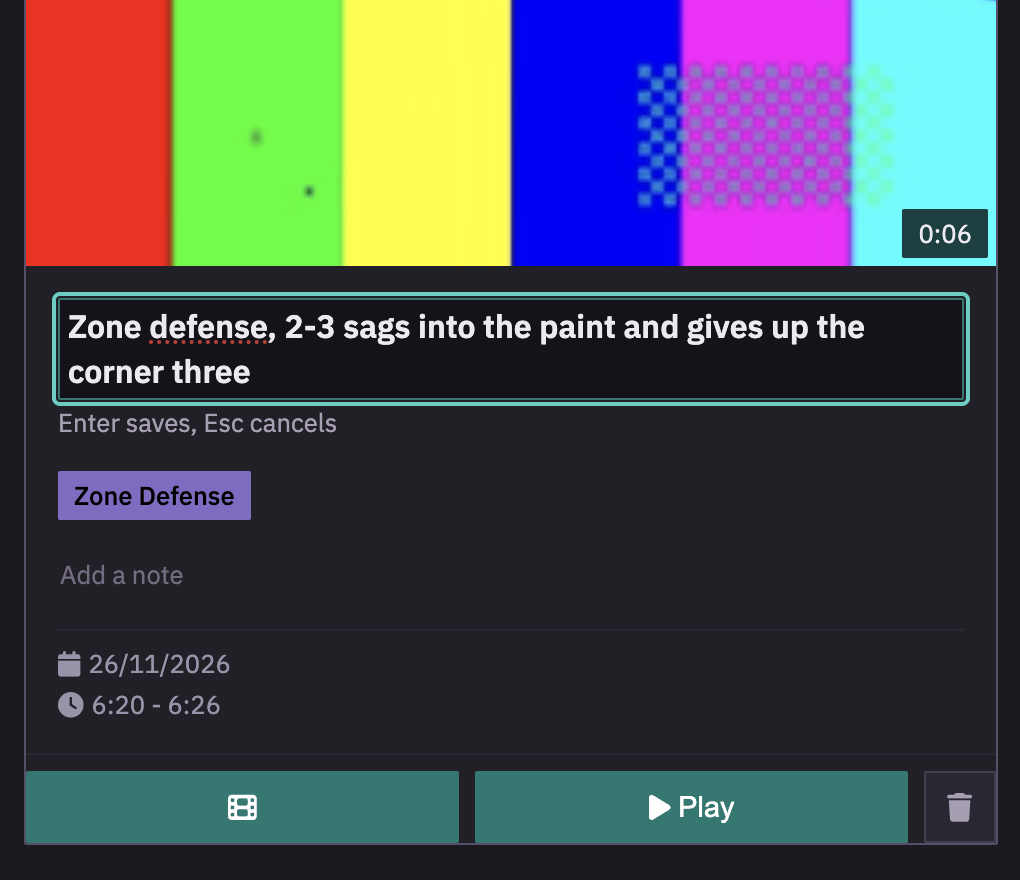 0:06
Zone defense, 2-3 sags into the paint and gives up the
corner three
Enter saves, Esc cancels
Zone Defense
Add a note
26/11/2026
6:20 - 6:26
Play